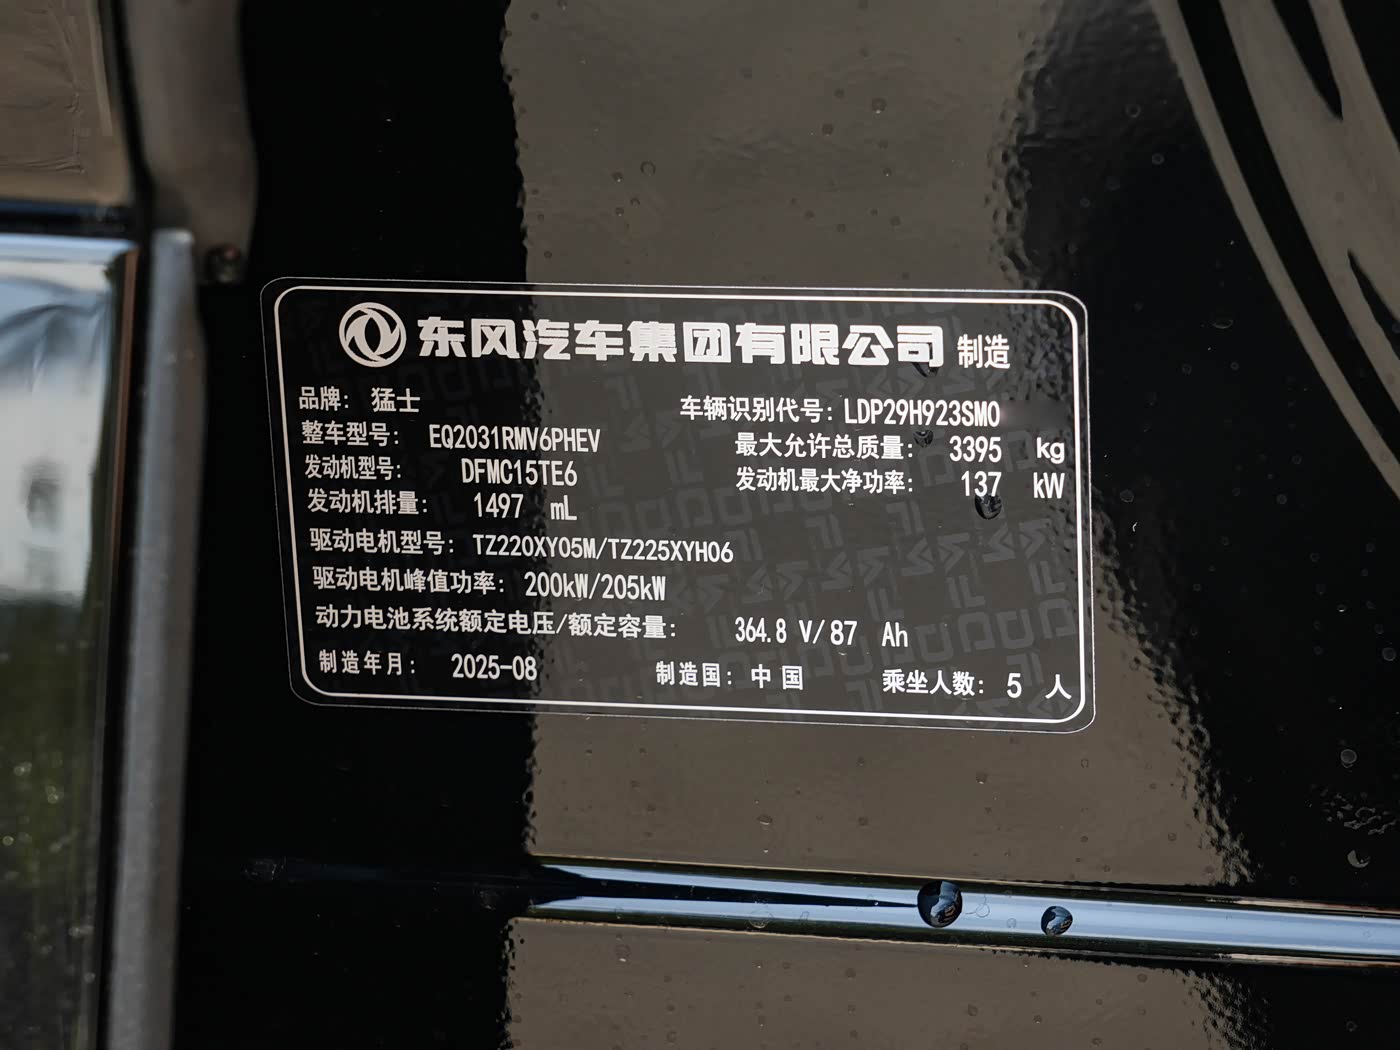 东风汽车集团有限公司 制造
品牌: 猛士
车辆识别代号: LDP29H923SM0
整车型号: EQ2031RMV6PHEV
最大允许总质量: 3395 kg
发动机型号: DFMC15TE6
发动机最大净功率: 137 kW
发动机排量: 1497 mL
驱动电机型号: TZ220XY05M/TZ225XYH06
驱动电机峰值功率: 200kW/205kW
动力电池系统额定电压/额定容量: 364.8 V/87 Ah
制造年月: 2025-08
制造国: 中国
乘坐人数: 5 人